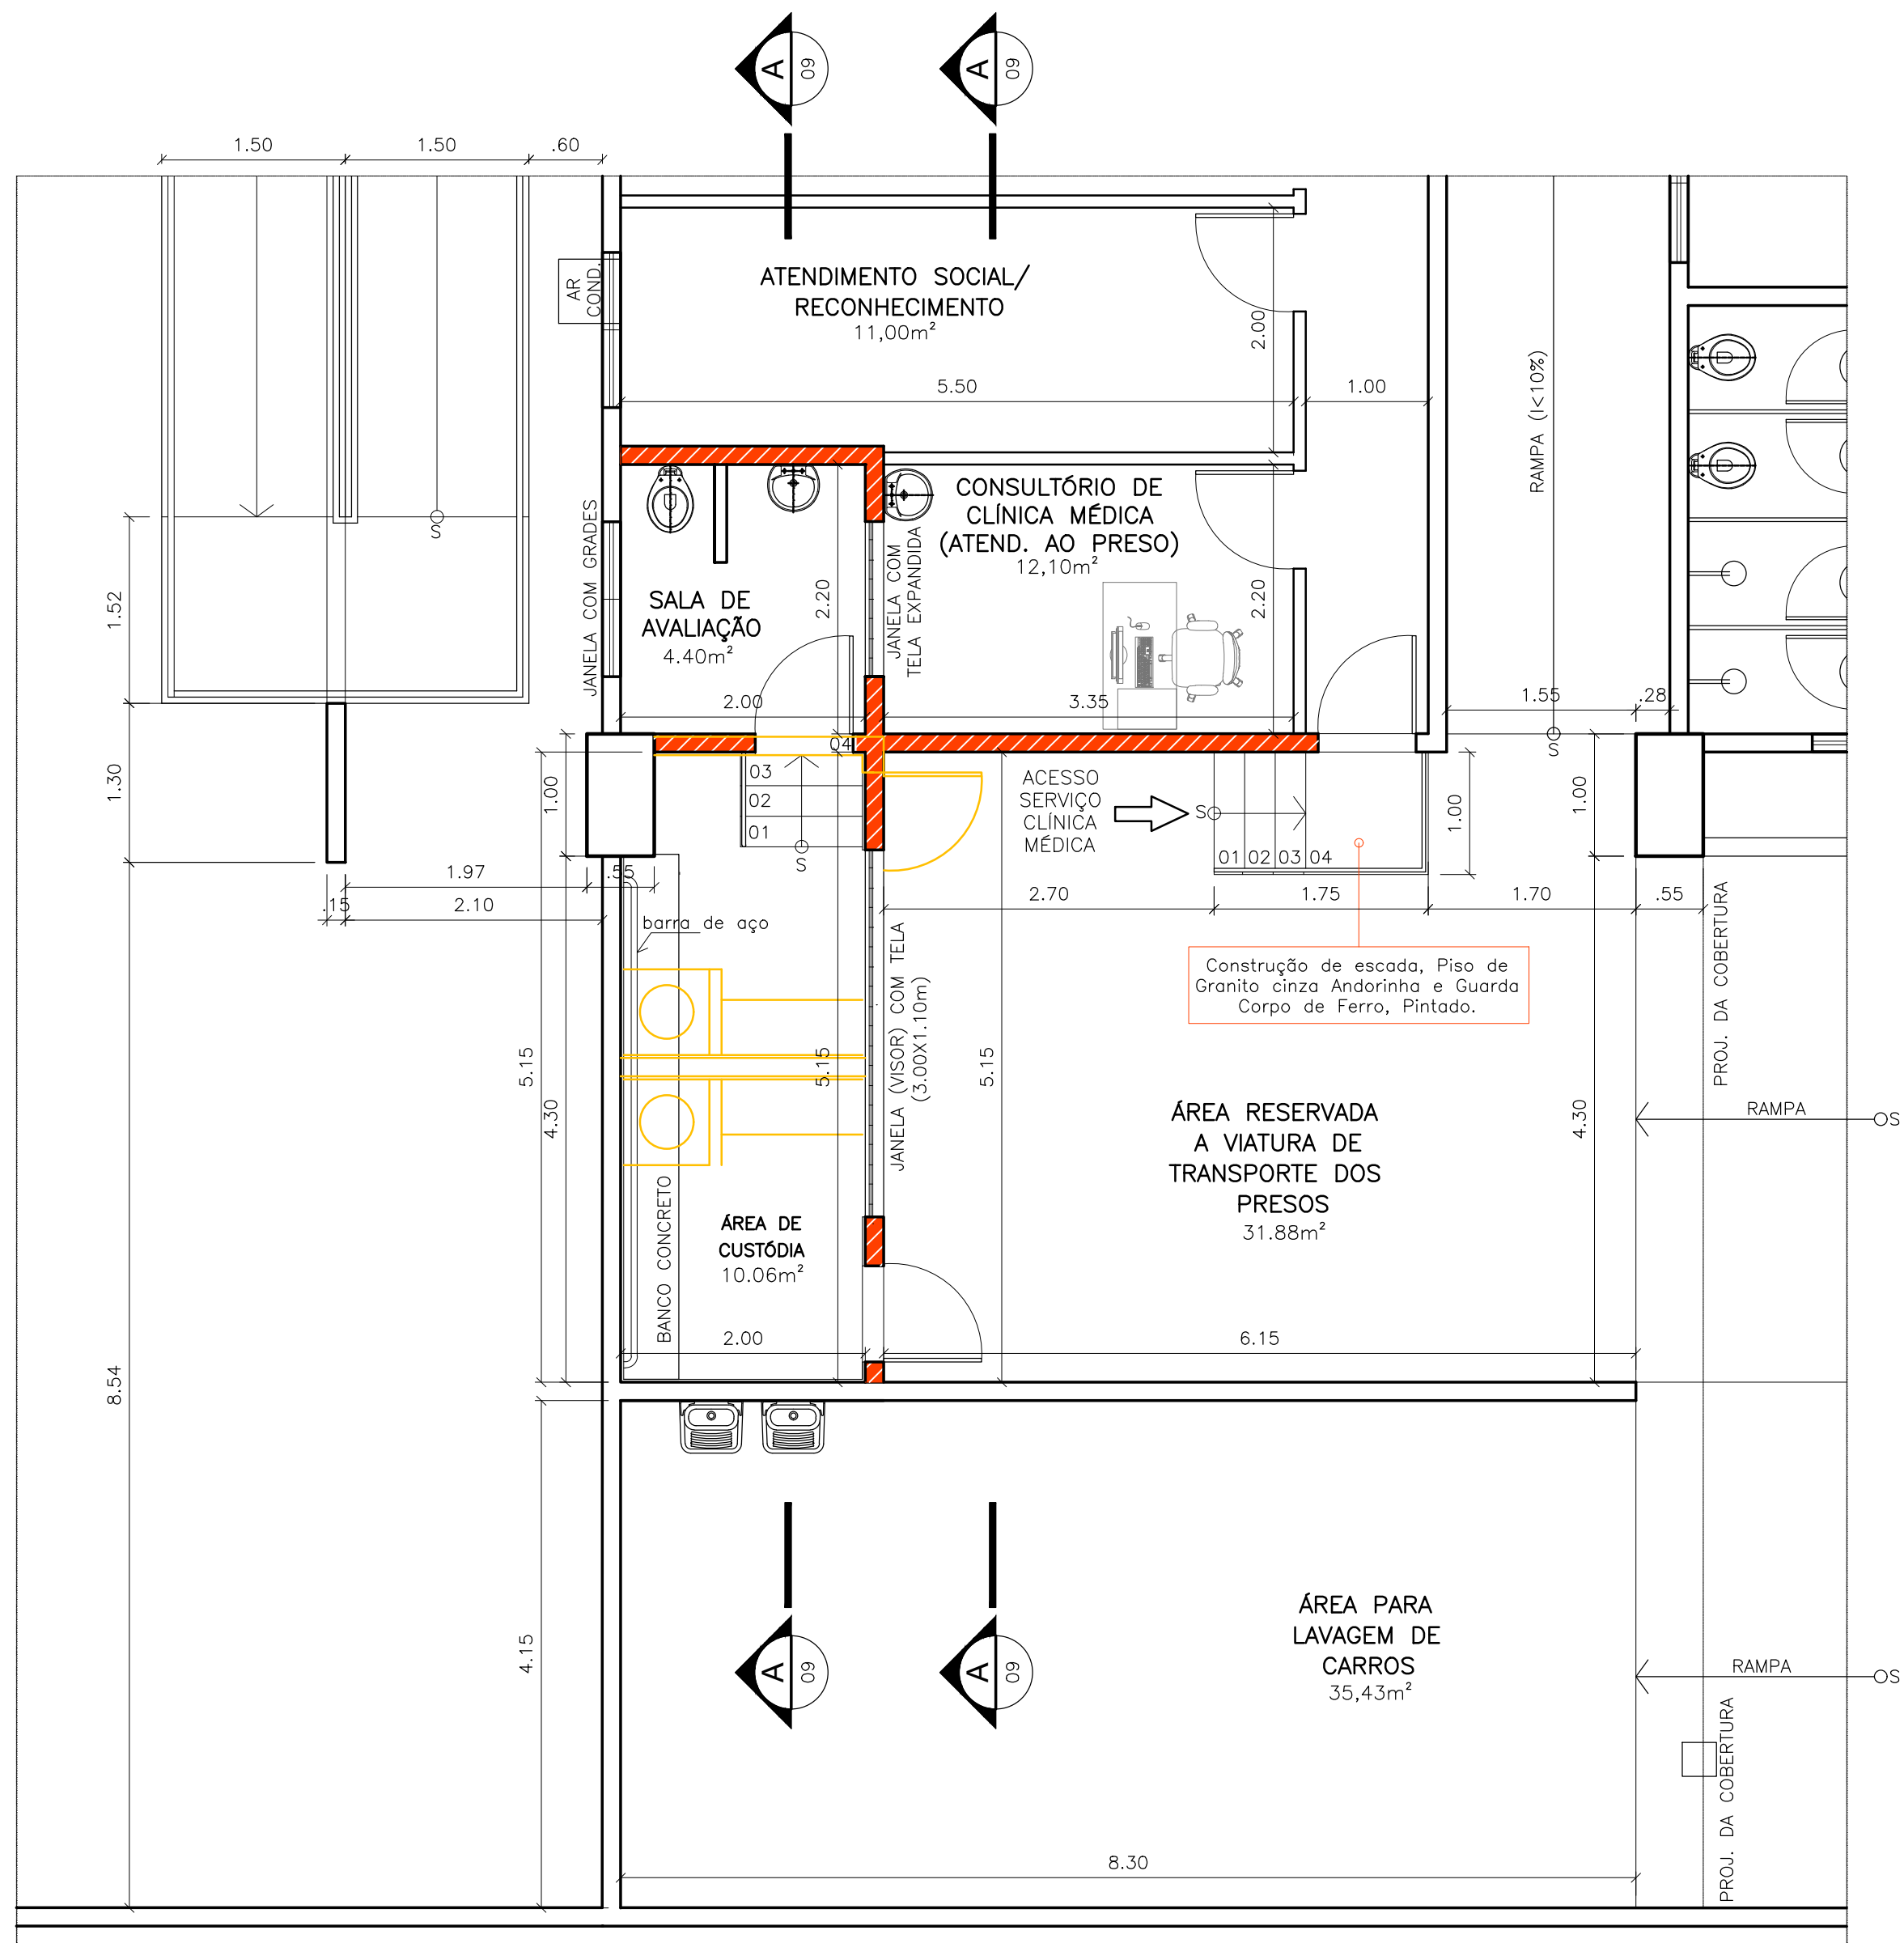 A
09
A
09
1.50
1.50
.60
AR
COND.
ATENDIMENTO SOCIAL/
RECONHECIMENTO
11,00m²
2.00
5.50
1.00
RAMPA (I<10%)
S
JANELA COM GRADES
SALA DE
AVALIAÇÃO
4.40m²
2.20
JANELA COM
TELA EXPANDIDA
CONSULTÓRIO DE
CLÍNICA MÉDICA
(ATEND. AO PRESO)
12,10m²
2.20
1.52
2.00
3.35
1.55
.28
S
1.30
1.00
04
03
02
01
S
ACESSO
SERVIÇO
CLÍNICA
MÉDICA
S
01
02
03
04
1.00
1.00
1.97
.55
.15
2.10
2.70
1.75
1.70
.55
barra de aço
JANELA (VISOR) COM TELA
(3.00X1.10m)
Construção de escada, Piso de
Granito cinza Andorinha e Guarda
Corpo de Ferro, Pintado.
PROJ. DA COBERTURA
5.15
4.30
5.15
5.15
4.30
RAMPA
S
ÁREA RESERVADA
A VIATURA DE
TRANSPORTE DOS
PRESOS
31.88m²
BANCO CONCRETO
ÁREA DE
CUSTÓDIA
10.06m²
2.00
6.15
8.54
4.15
ÁREA PARA
LAVAGEM DE
CARROS
35,43m²
RAMPA
S
A
09
A
09
PROJ. DA COBERTURA
8.30